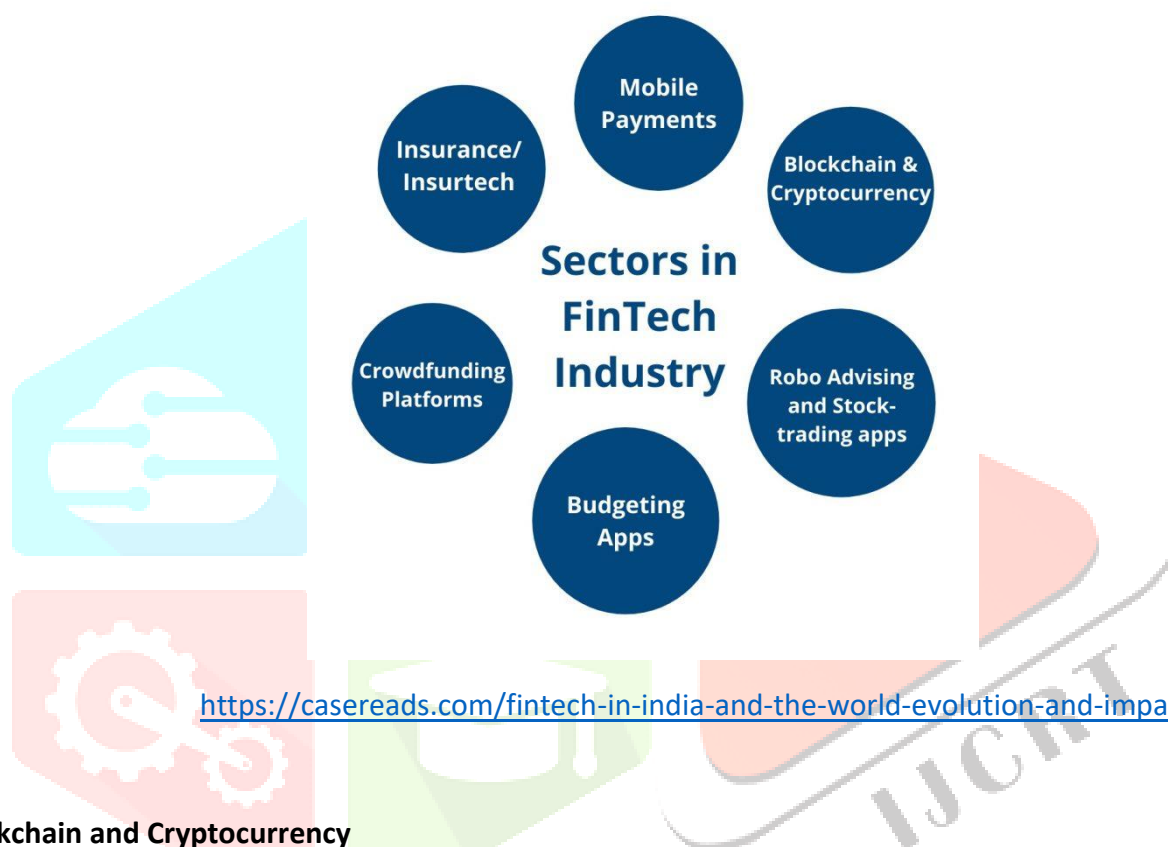 Mobile
Payments
Insurance/
Insurtech
Blockchain &
Cryptocurrency
Sectors in
FinTech
Industry
Crowdfunding
Platforms
Robo Advising
and Stock-
trading apps
Budgeting
Apps
https://casereads.com/fintech-in-india-and-the-world-evolution-and-impa
IJCRT
kchain and Cryptocurrency